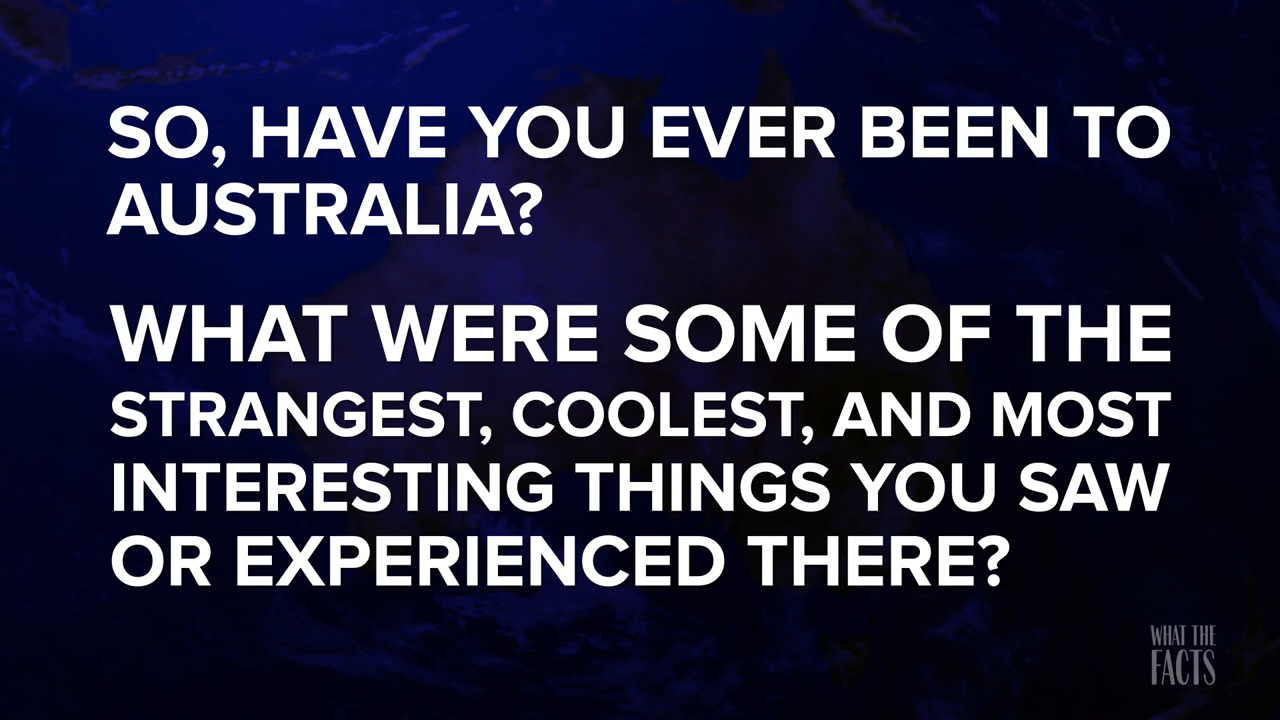 SO, HAVE YOU EVER BEEN TO
AUSTRALIA?
WHAT WERE SOME OF THE
STRANGEST, COOLEST, AND MOST
INTERESTING THINGS YOU SAW
OR EXPERIENCED THERE?
WHAT THE
FACTS